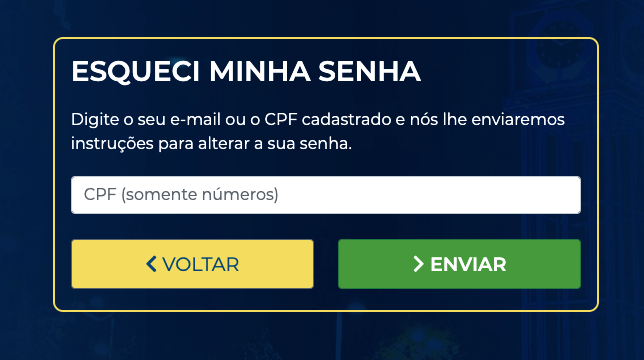 ESQUECI MINHA SENHA
Digite o seu e-mail ou o CPF cadastrado e nós lhe enviaremos
instruções para alterar a sua senha.
CPF (somente números)
VOLTAR
ENVIAR